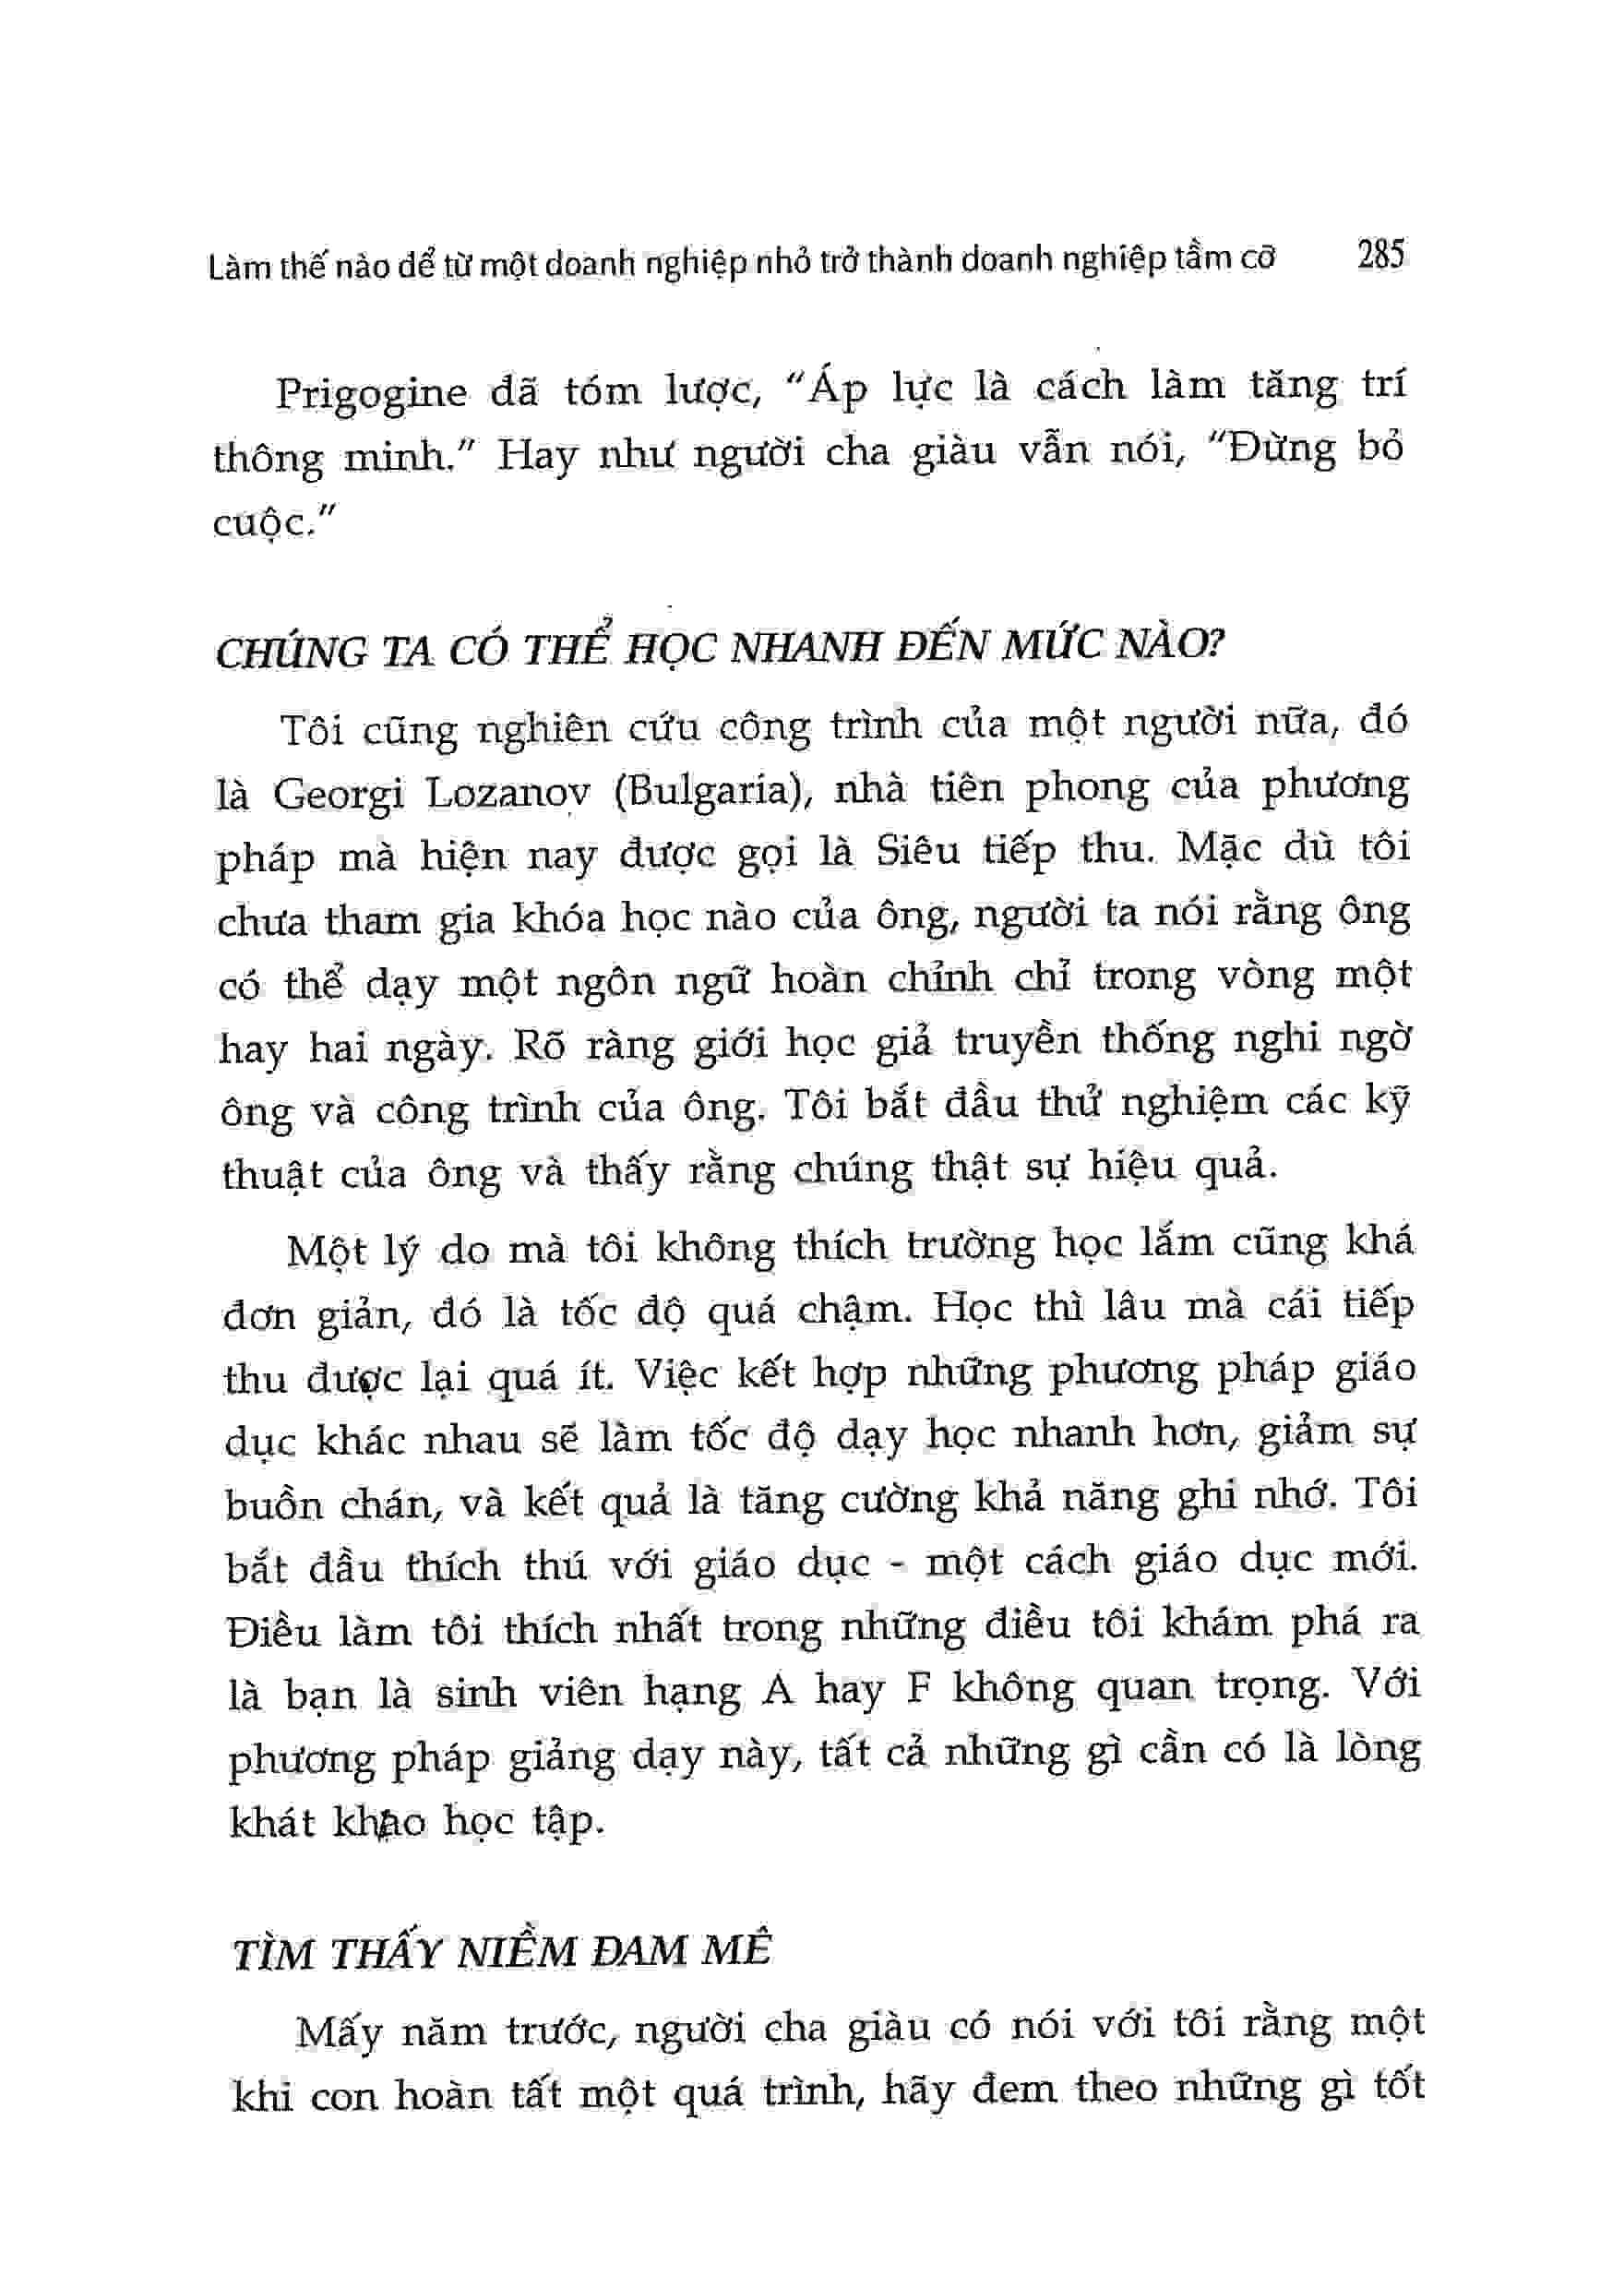 Làm thế nào để từ một doanh nghiệp nhỏ trở thành doanh nghiệp tầm cỡ 285
Prigogine đã tóm lược, "Áp lực là cách làm tăng trí
thông minh." Hay như người cha giàu vẫn nói, "Đừng bỏ
cuộc."
CHÚNG TA CÓ THỂ HỌC NHANH ĐẾN MỨC NÀO?
Tôi cũng nghiên cứu công trình của một người nữa, đó
là Georgi Lozanov (Bulgaria), nhà tiên phong của phương
pháp mà hiện nay được gọi là Siêu tiếp thu. Mặc dù tôi
chưa tham gia khóa học nào của ông, người ta nói rằng ông
có thể dạy một ngôn ngữ hoàn chỉnh chỉ trong vòng một
hay hai ngày. Rõ ràng giới học giả truyền thống nghi ngờ
ông và công trình của ông. Tôi bắt đầu thử nghiệm các kỹ
thuật của ông và thấy rằng chúng thật sự hiệu quả.
Một lý do mà tôi không thích trường học lắm cũng khá
đơn giản, đó là tốc độ quá chậm. Học thì lâu mà cái tiếp
thu được lại quá ít. Việc kết hợp những phương pháp giáo
dục khác nhau sẽ làm tốc độ dạy học nhanh hơn, giảm sự
buồn chán, và kết quả là tăng cường khả năng ghi nhớ. Tôi
bắt đầu thích thú với giáo dục - một cách giáo dục mới.
Điều làm tôi thích nhất trong những điều tôi khám phá ra
là bạn là sinh viên hạng A hay F không quan trọng. Với
phương pháp giảng dạy này, tất cả những gì cần có là lòng
khát khao học tập.
TÌM THẤY NIỀM ĐAM MÊ
Mấy năm trước, người cha giàu có nói với tôi rằng một
khi con hoàn tất một quá trình, hãy đem theo những gì tốt